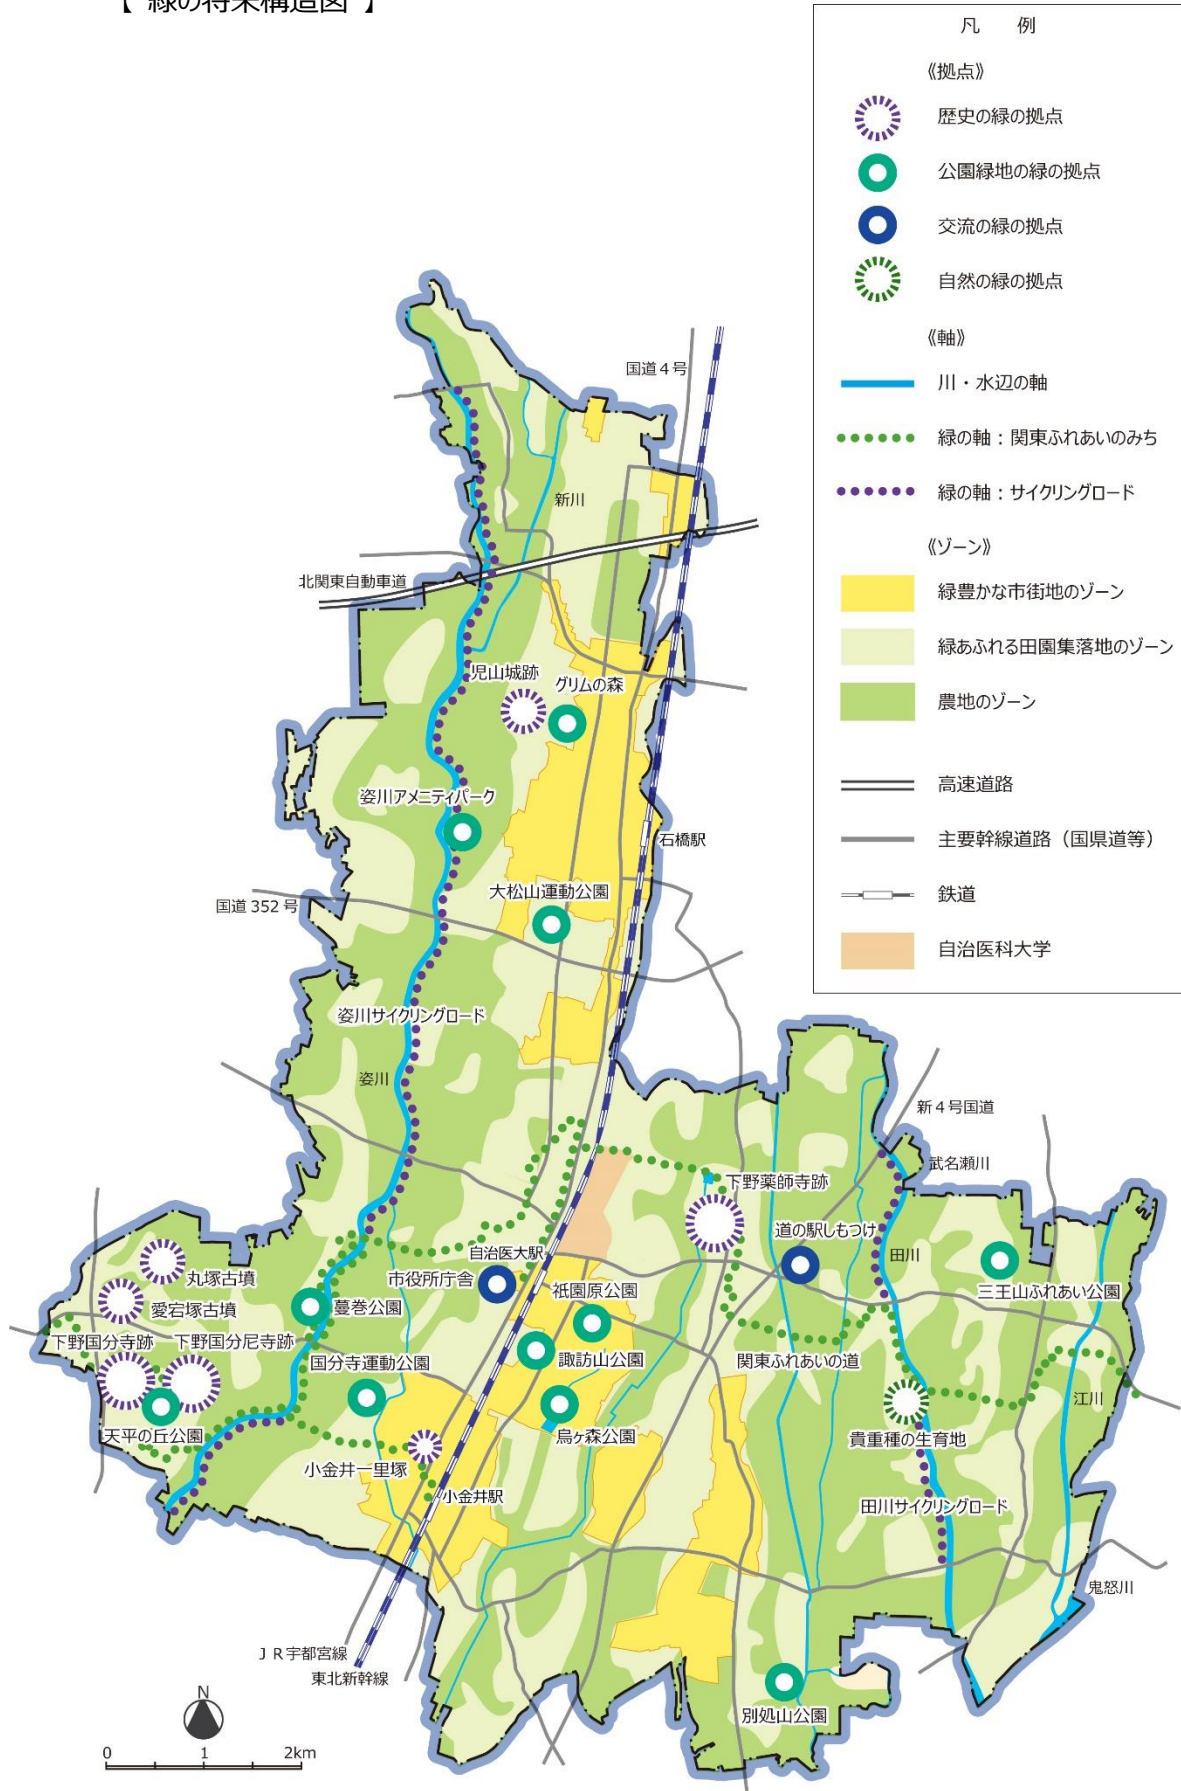 【 緑の将来構造図 】
凡 例
《拠点》
歴史の緑の拠点
公園緑地の緑の拠点
交流の緑の拠点
自然の緑の拠点
《軸》
川・水辺の軸
緑の軸：関東ふれあいのみち
緑の軸：サイクリングロード
《ゾーン》
緑豊かな市街地のゾーン
緑あふれる田園集落地のゾーン
農地のゾーン
高速道路
主要幹線道路（国県道等）
鉄道
自治医科大学
国道４号
新川
北関東自動車道
児山城跡
グリムの森
姿川アメニティパーク
石橋駅
大松山運動公園
国道 352 号
姿川サイクリングロード
姿川
新４号国道
武名瀬川
下野薬師寺跡
道の駅しもつけ
田川
自治医大駅
市役所庁舎
祇園原公園
三王山ふれあい公園
丸塚古墳
愛宕塚古墳
蔓巻公園
下野国分寺跡
下野国分尼寺跡
国分寺運動公園
諏訪山公園
関東ふれあいの道
江川
天平の丘公園
烏ヶ森公園
貴重種の生育地
小金井一里塚
小金井駅
田川サイクリングロード
鬼怒川
ＪＲ宇都宮線
東北新幹線
別処山公園
N
0 1 2km